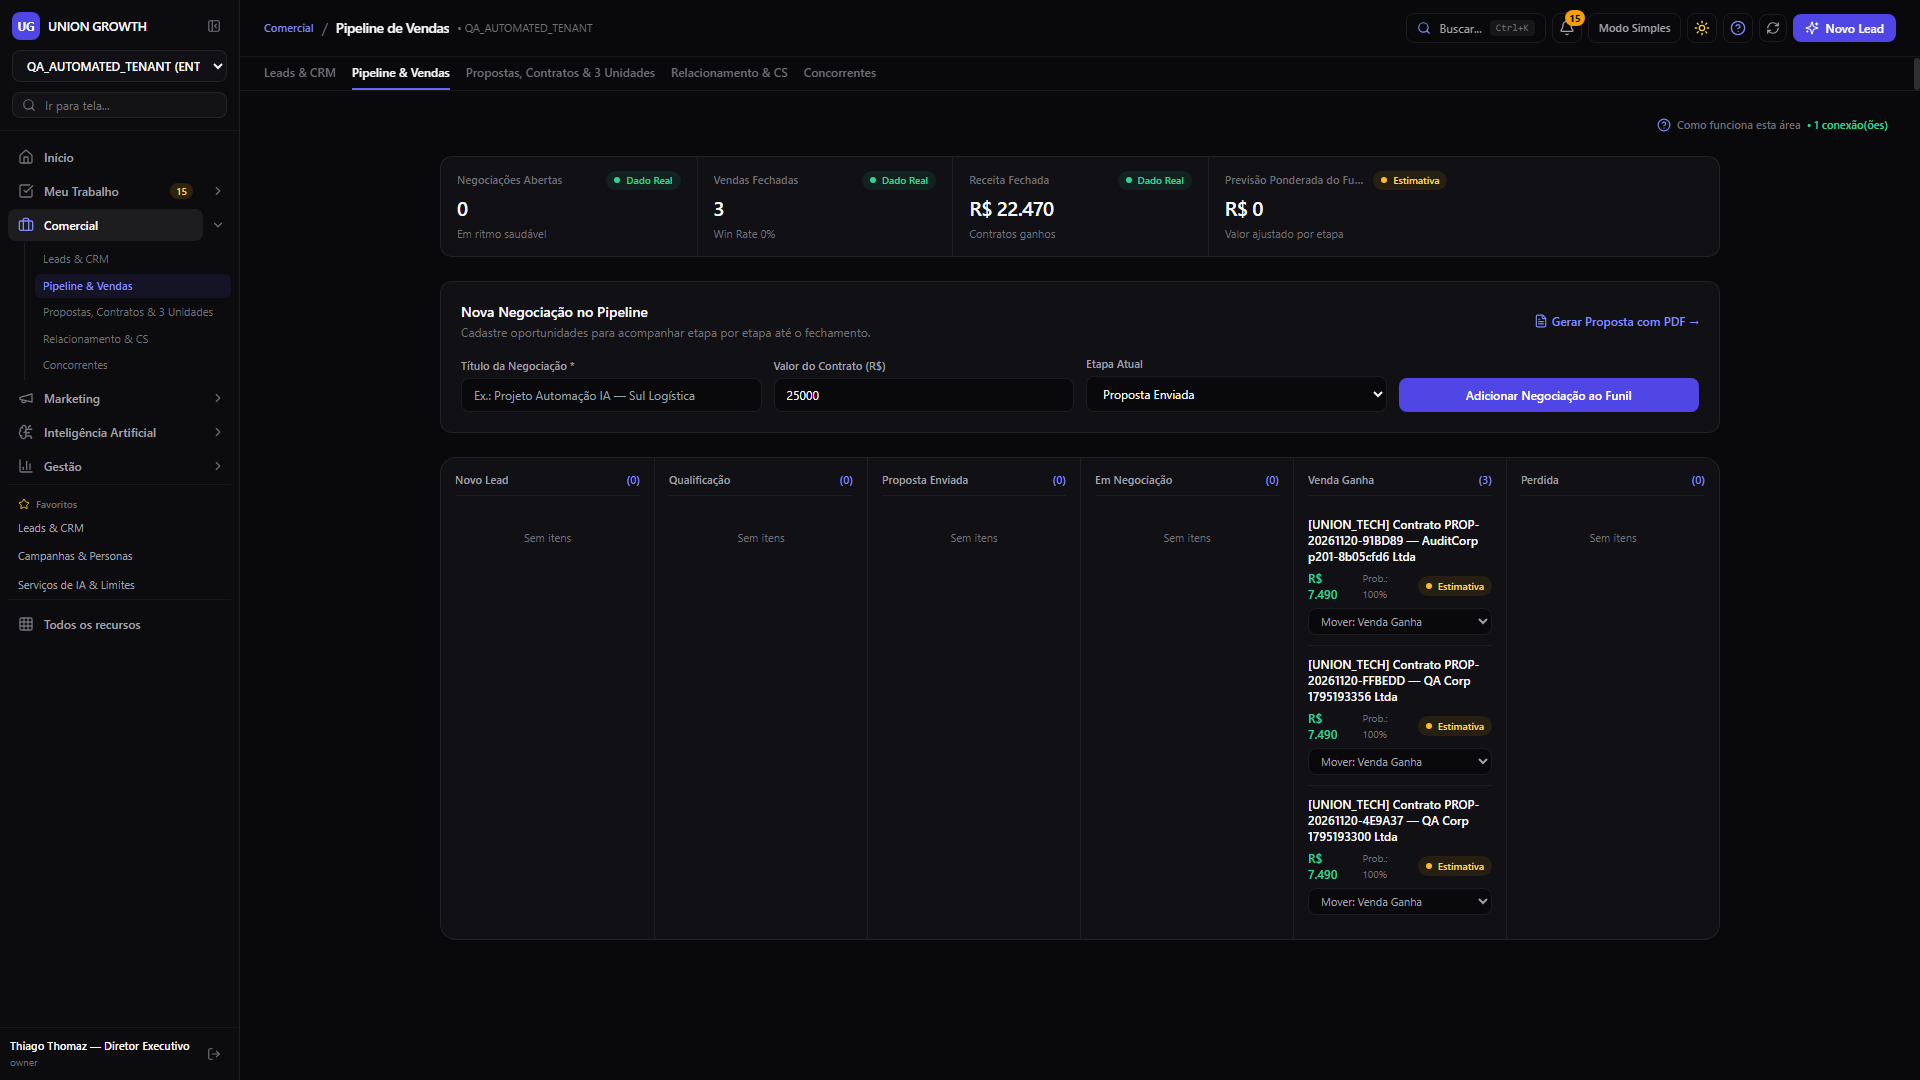 UG UNION GROWTH
QA_AUTOMATED_TENANT (ENT
Ir para tela...
Início
Meu Trabalho 15
Comercial
Leads & CRM
Pipeline & Vendas
Propostas, Contratos & 3 Unidades
Relacionamento & CS
Concorrentes
Marketing
Inteligência Artificial
Gestão
Favoritos
Leads & CRM
Campanhas & Personas
Serviços de IA & Limites
Todos os recursos
Thiago Thomaz — Diretor Executivo
owner
Comercial / Pipeline de Vendas • QA_AUTOMATED_TENANT
Buscar... Ctrl+K
15
Modo Simples
Novo Lead
Leads & CRM Pipeline & Vendas Propostas, Contratos & 3 Unidades Relacionamento & CS Concorrentes
Como funciona esta área • 1 conexão(ões)
Negociações Abertas Dado Real
0
Em ritmo saudável
Vendas Fechadas Dado Real
3
Win Rate 0%
Receita Fechada Dado Real
R$ 22.470
Contratos ganhos
Previsão Ponderada do Fu... Estimativa
R$ 0
Valor ajustado por etapa
Nova Negociação no Pipeline
Cadastre oportunidades para acompanhar etapa por etapa até o fechamento.
Gerar Proposta com PDF →
Título da Negociação *
Ex.: Projeto Automação IA — Sul Logística
Valor do Contrato (R$)
25000
Etapa Atual
Proposta Enviada
Adicionar Negociação ao Funil
Novo Lead (0)
Sem itens
Qualificação (0)
Sem itens
Proposta Enviada (0)
Sem itens
Em Negociação (0)
Sem itens
Venda Ganha (3)
[UNION_TECH] Contrato PROP-
20261120-91BD89 — AuditCorp
p201-8b05cfd6 Ltda
R$ 7.490 Prob.: 100% Estimativa
Mover: Venda Ganha
[UNION_TECH] Contrato PROP-
20261120-FFBEDD — QA Corp
1795193356 Ltda
R$ 7.490 Prob.: 100% Estimativa
Mover: Venda Ganha
[UNION_TECH] Contrato PROP-
20261120-4E9A37 — QA Corp
1795193300 Ltda
R$ 7.490 Prob.: 100% Estimativa
Mover: Venda Ganha
Perdida (0)
Sem itens